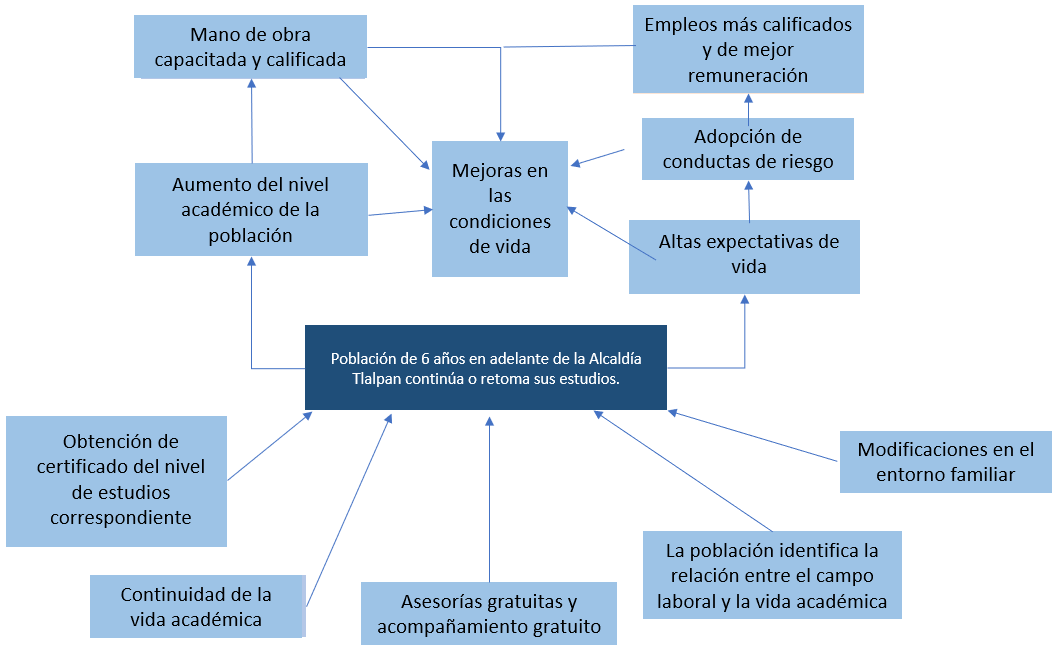 Mano de obra
capacitada y calificada
Empleos más calificados
y de mejor
remuneración
Adopción de
conductas de riesgo
Mejoras en
las
condiciones
de vida
Aumento del nivel
académico de la
población
Altas expectativas de
vida
Población de 6 años en adelante de la Alcaldía
Tlalpan continúa o retoma sus estudios.
Obtención de
certificado del nivel
de estudios
correspondiente
Modificaciones en el
entorno familiar
La población identifica la
relación entre el campo
laboral y la vida académica
Continuidad de la
vida académica
Asesorías gratuitas y
acompañamiento gratuito